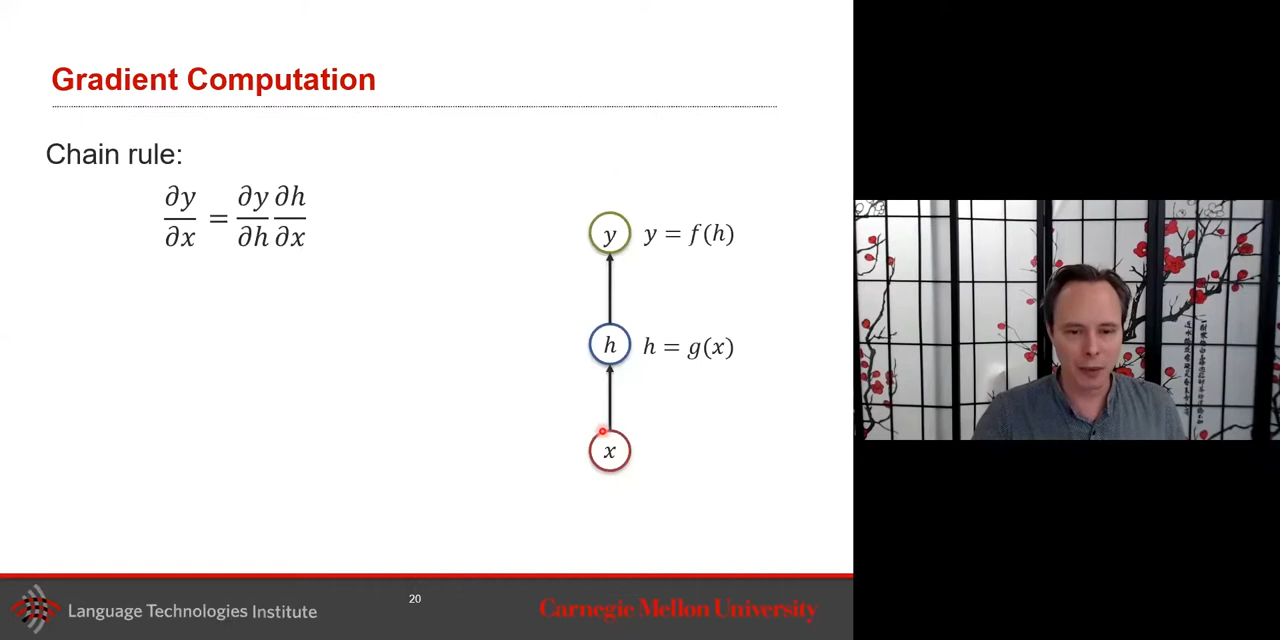 Gradient Computation
Chain rule:
∂y/∂x = ∂y/∂h ∂h/∂x
y y = f(h)
h h = g(x)
x
Language Technologies Institute
20
Carnegie Mellon University